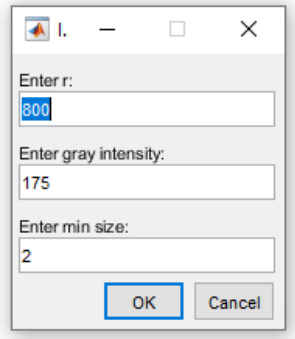 I.
Enter r:
800
Enter gray intensity:
175
Enter min size:
2
OK Cancel